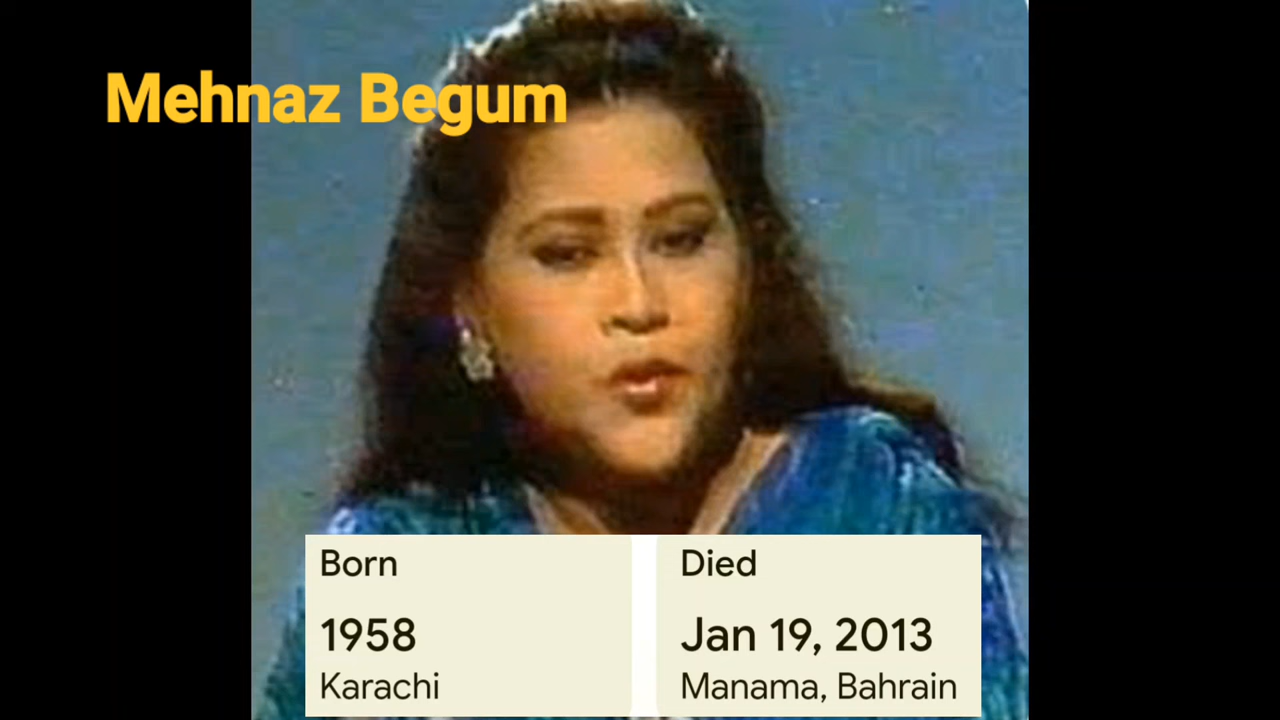 Mehnaz Begum
Born
1958
Karachi
Died
Jan 19, 2013
Manama, Bahrain